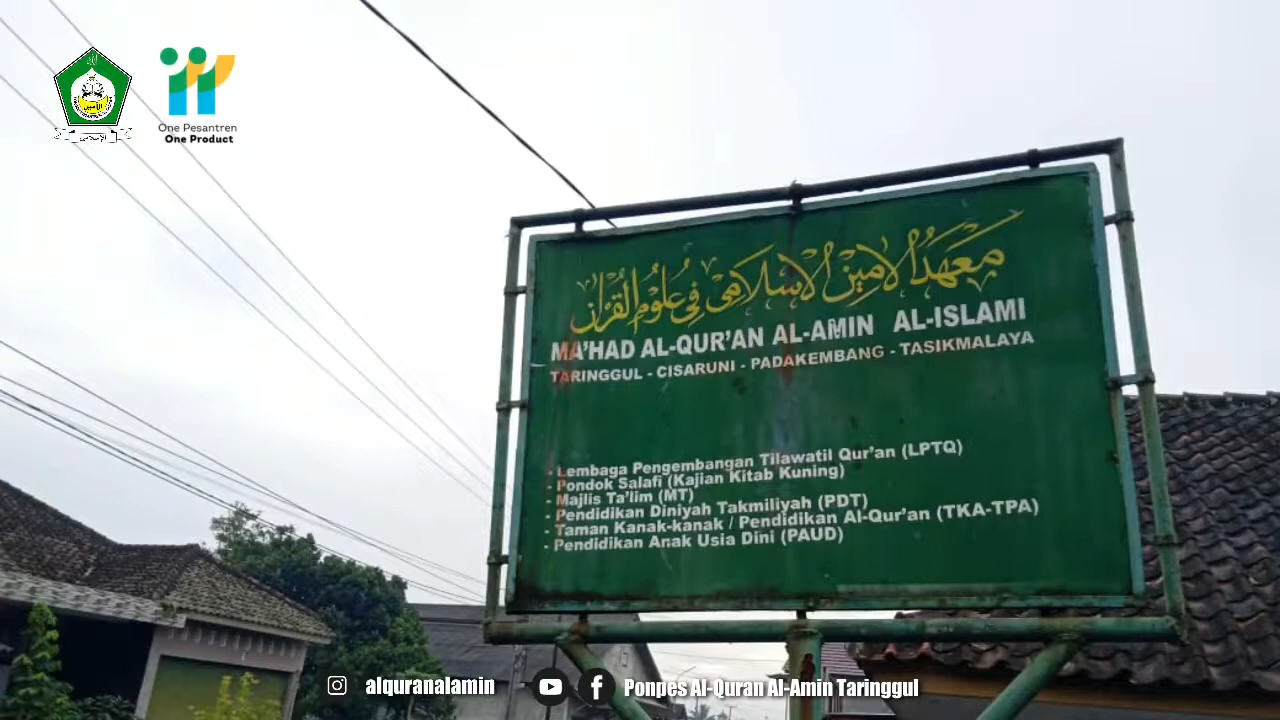 One Pesantren
One Product
معهد الامين الاسلامي في علوم القرآن
MA'HAD AL-QUR'AN AL-AMIN AL-ISLAMI
TARINGGUL - CISARUNI - PADAKEMBANG - TASIKMALAYA
- Lembaga Pengembangan Tilawatil Qur'an (LPTQ)
- Pondok Salafi (Kajian Kitab Kuning)
- Majlis Ta'lim (MT)
- Pendidikan Diniyah Takmiliyah (PDT)
- Taman Kanak-kanak / Pendidikan Al-Qur'an (TKA-TPA)
- Pendidikan Anak Usia Dini (PAUD)
alquranalamin
Ponpes Al-Quran Al-Amin Taringgul